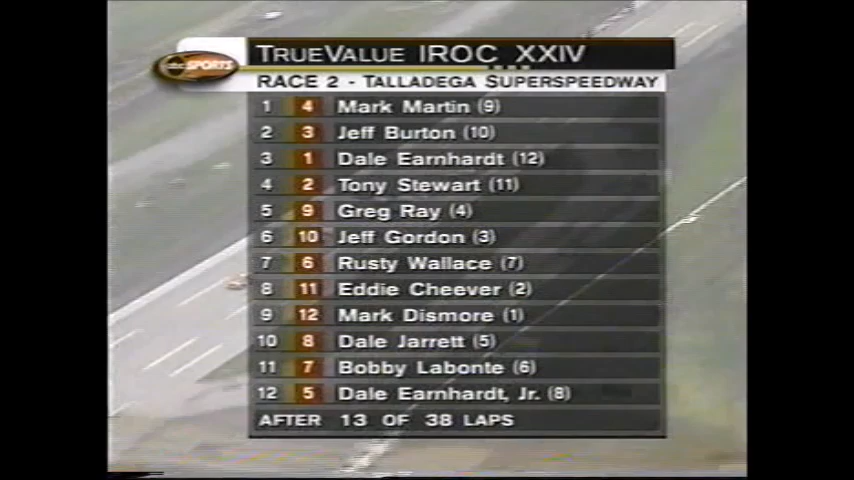 TRUEVALUE IROC XXIV
abc SPORTS
RACE 2 - TALLADEGA SUPERSPEEDWAY
1 4 Mark Martin (9)
2 3 Jeff Burton (10)
3 1 Dale Earnhardt (12)
4 2 Tony Stewart (11)
5 9 Greg Ray (4)
6 10 Jeff Gordon (3)
7 6 Rusty Wallace (7)
8 11 Eddie Cheever (2)
9 12 Mark Dismore (1)
10 8 Dale Jarrett (5)
11 7 Bobby Labonte (6)
12 5 Dale Earnhardt, Jr. (8)
AFTER 13 OF 38 LAPS